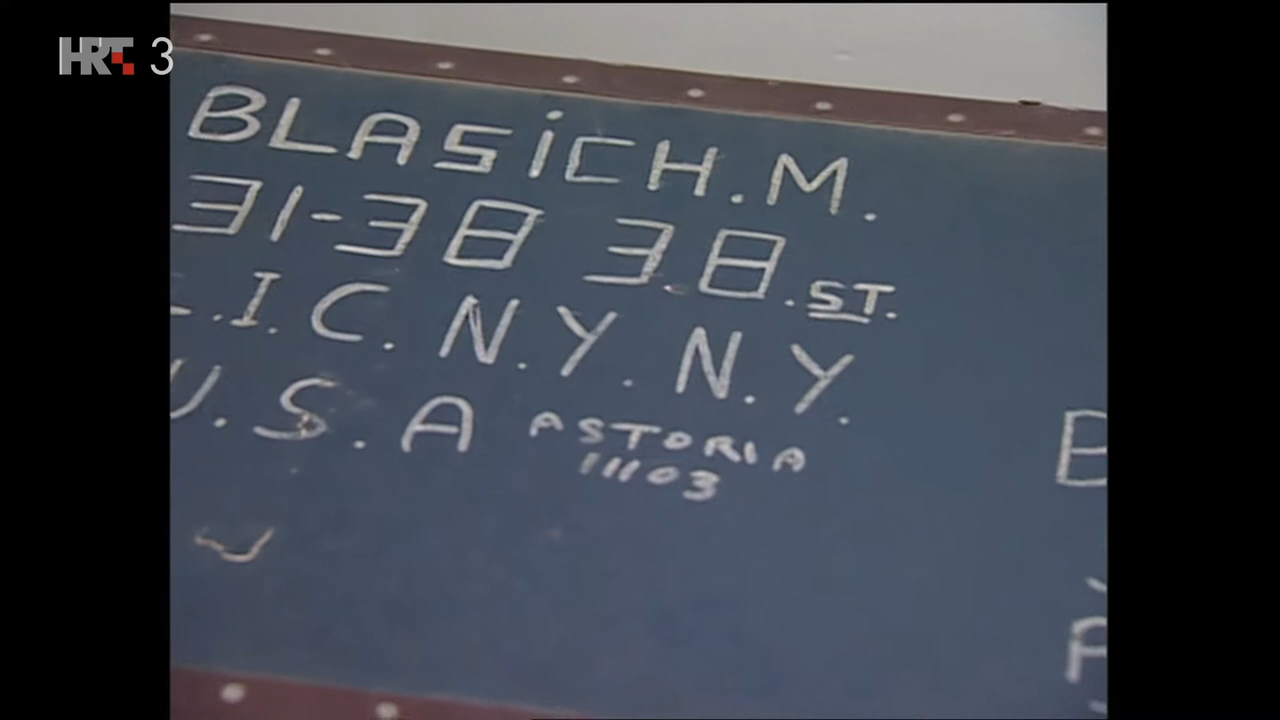 HRT 3
BLASiCH.M.
31-38 38.ST.
L.I.C. N.Y. N.Y.
U.S.A ASTORIA
11103